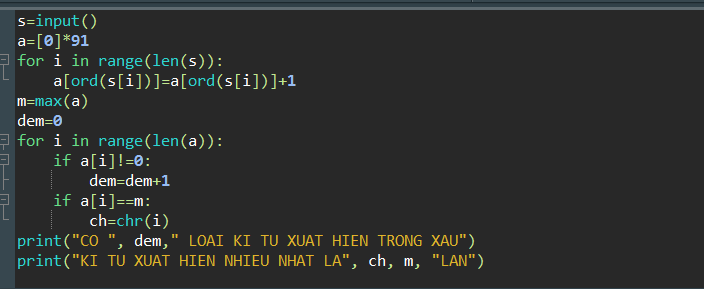 s=input()
a=[0]*91
for i in range(len(s)):
    a[ord(s[i])]=a[ord(s[i])]+1
m=max(a)
dem=0
for i in range(len(a)):
    if a[i]!=0:
        dem=dem+1
    if a[i]==m:
        ch=chr(i)
print("CO ", dem," LOAI KI TU XUAT HIEN TRONG XAU")
print("KI TU XUAT HIEN NHIEU NHAT LA", ch, m, "LAN")